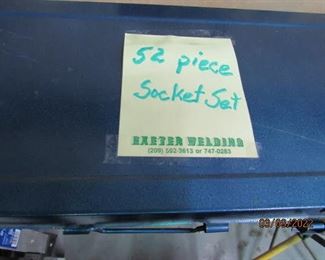 52 piece
Socket Set
EXETER WELDING
(209) 592-3613 or 747-0283